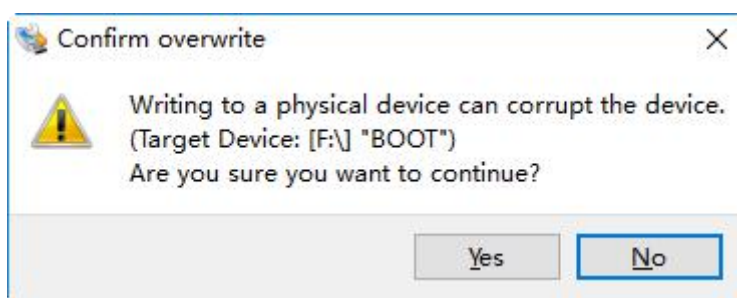 Confirm overwrite
Writing to a physical device can corrupt the device.
(Target Device: [F:\] "BOOT")
Are you sure you want to continue?
Yes
No